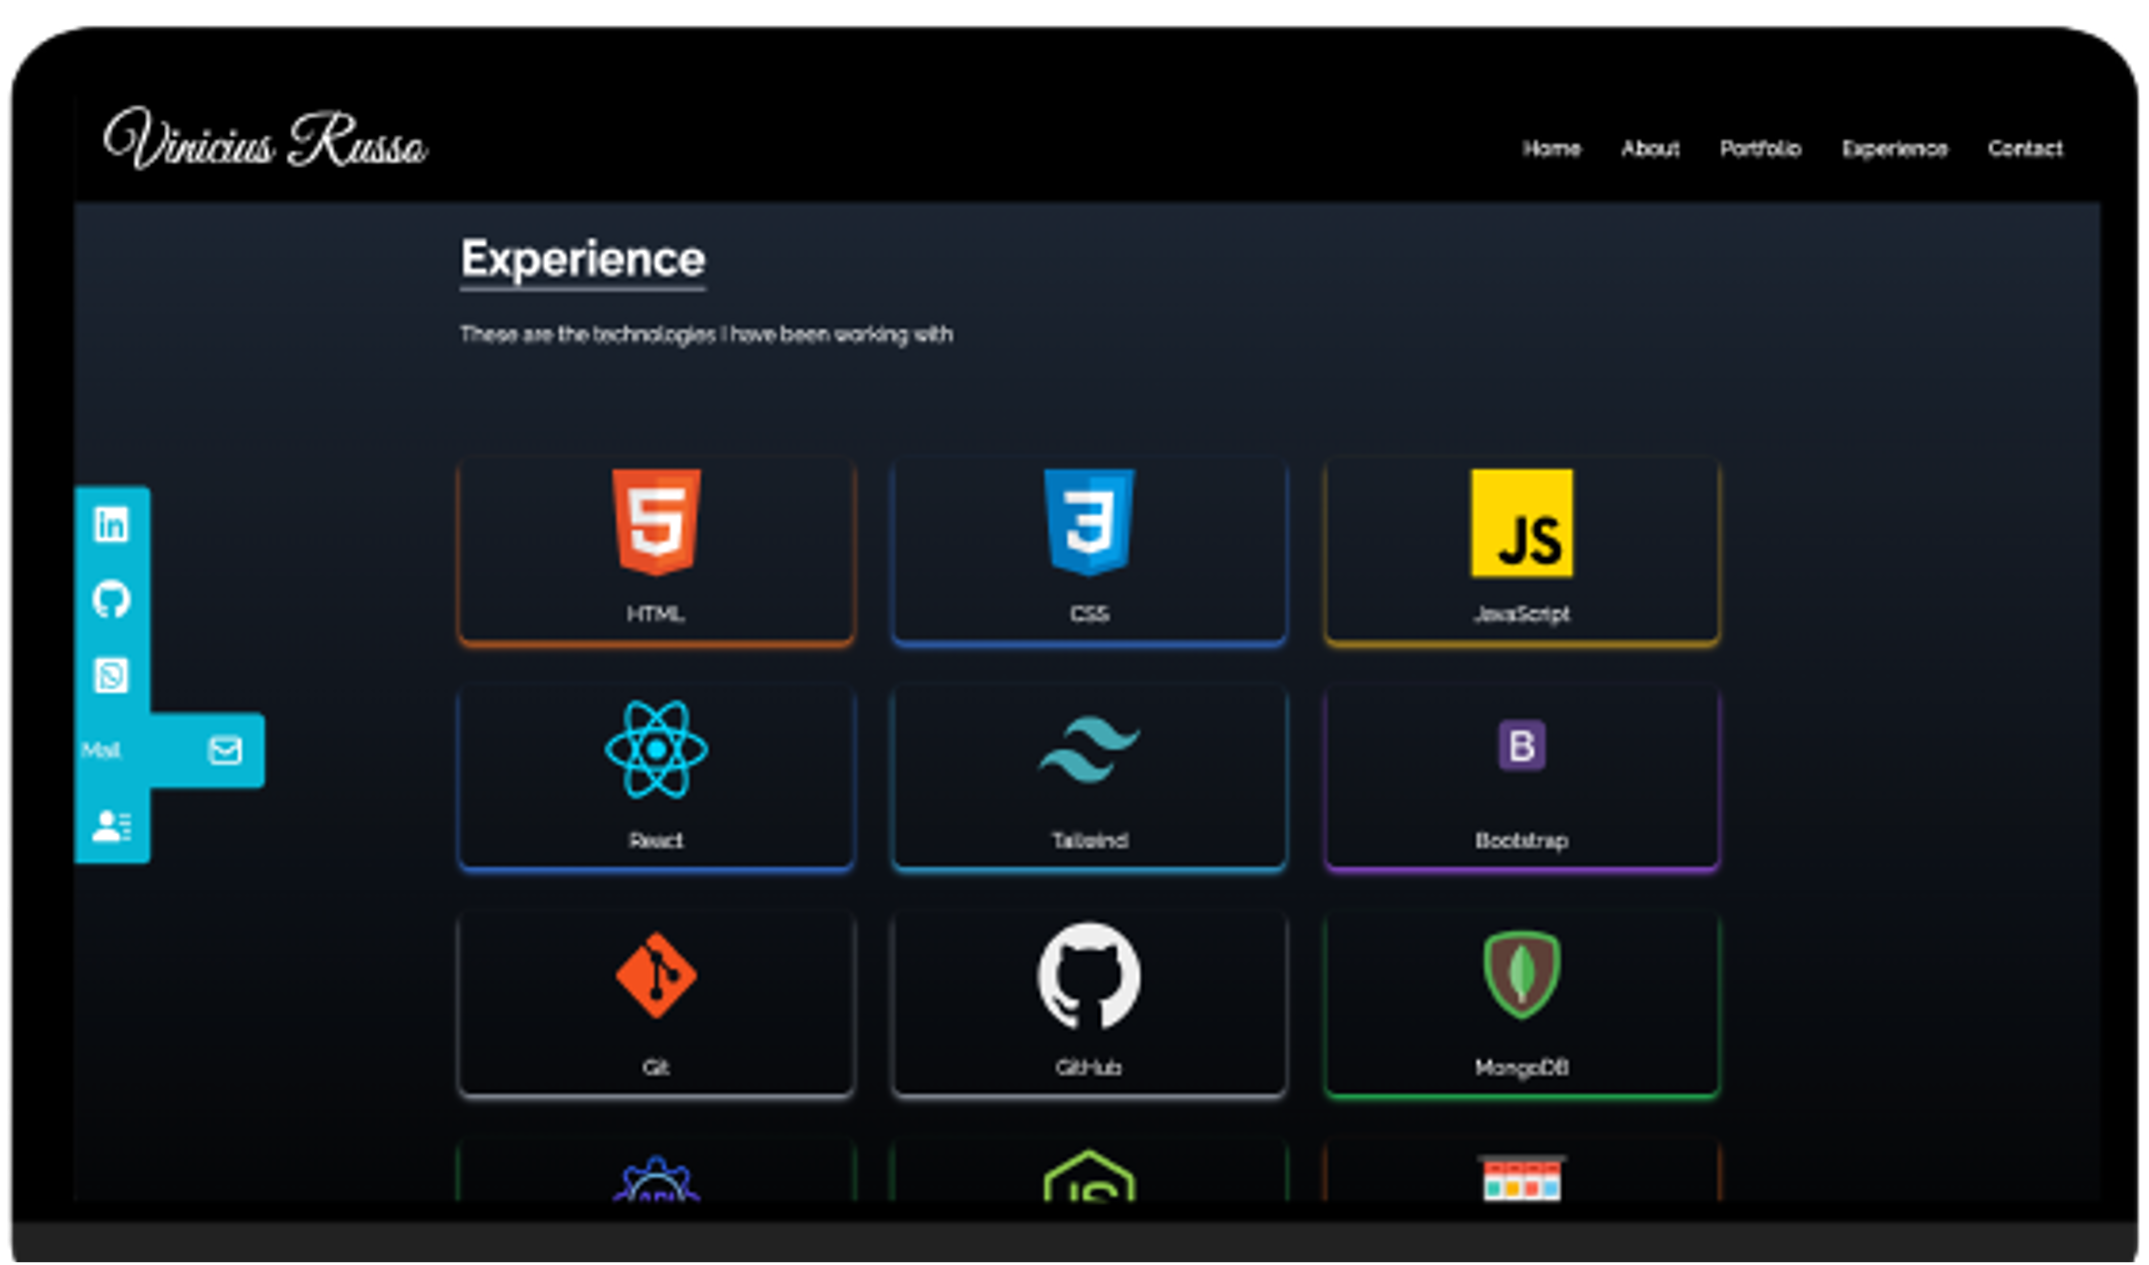 Vinicius Russo
Home About Portfolio Experience Contact
Experience
These are the technologies I have been working with
in
5
3
JS
HTML
CSS
JavaScript
Mail
B
React
Tailwind
Bootstrap
Git
GitHub
MongoDB
JS